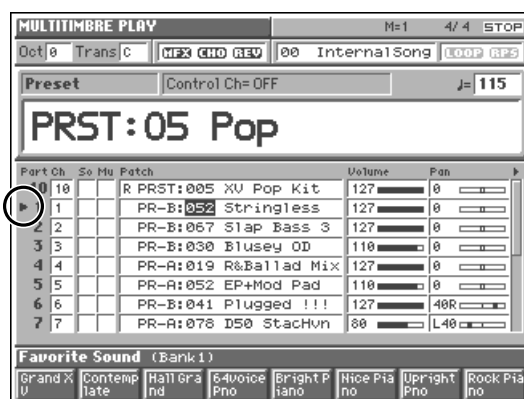 MULTITIMBRE PLAY M=1 4/ 4 STOP
Oct 0 Trans C MFX CHO REV 00 InternalSong LOOP RPS
Preset Control Ch= OFF ♩= 115
PRST:05 Pop
Part Ch So Mu Patch Volume Pan
10 10 R PRST:005 XV Pop Kit 127 0
1 1 PR-B:052 Stringless 127 0
2 2 PR-B:067 Slap Bass 3 127 0
3 3 PR-B:030 Blusey OD 110 0
4 4 PR-A:019 R&Ballad Mix 127 0
5 5 PR-A:052 EP+Mod Pad 110 0
6 6 PR-B:041 Plugged !!! 127 40R
7 7 PR-A:078 D50 StacHvn 80 L40
Favorite Sound (Bank1)
Grand X Contemp Hall Gra 64voice Bright P Nice Pia Upright Rock Pia
V late nd Pno iano no Pno no